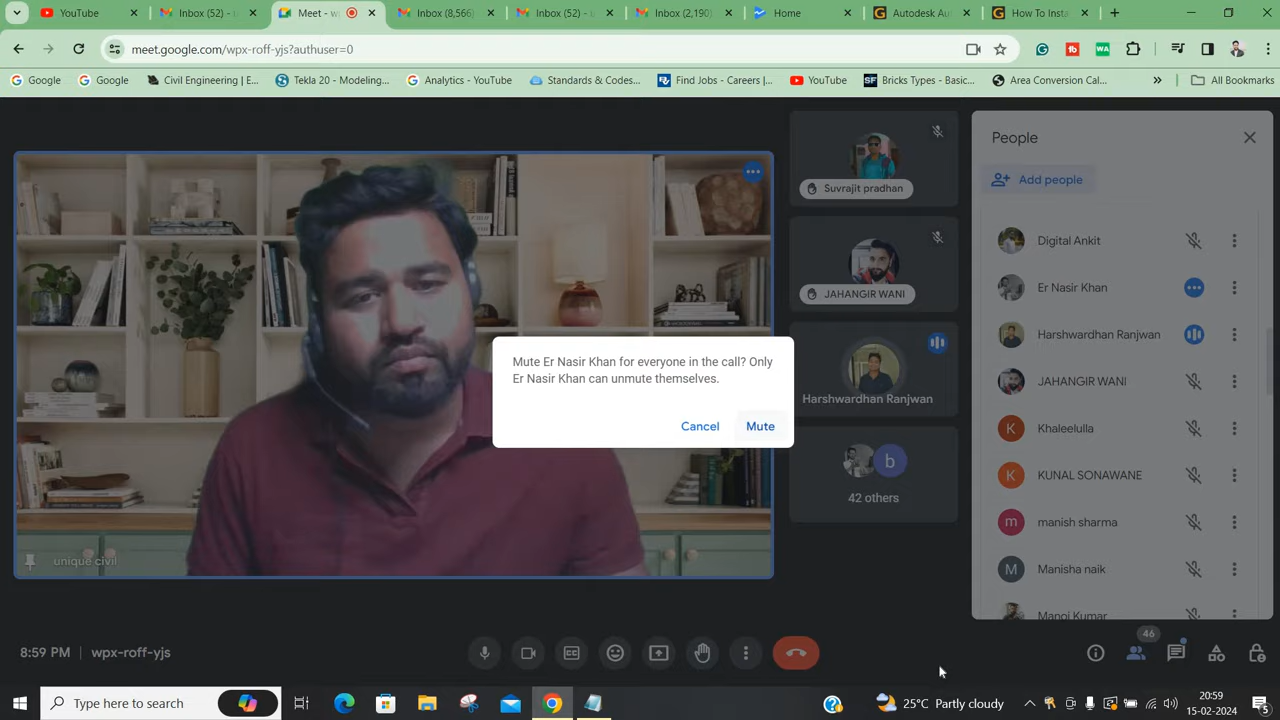 YouTube
Inbox (52) - u
Meet - w
Inbox (8,566)
Inbox (52) - u
Inbox (2,190)
Home
Autodesk Au
How To Insta
meet.google.com/wpx-roff-yjs?authuser=0
Google
Google
Civil Engineering | E...
Tekla 20 - Modeling...
Analytics - YouTube
Standards & Codes...
Find Jobs - Careers |...
YouTube
Bricks Types - Basic...
Area Conversion Cal...
All Bookmarks
Suvrajit pradhan
JAHANGIR WANI
Harshwardhan Ranjwan
b
42 others
unique civil
People
Add people
Digital Ankit
Er Nasir Khan
Harshwardhan Ranjwan
JAHANGIR WANI
K
Khaleelulla
K
KUNAL SONAWANE
m
manish sharma
M
Manisha naik
Manoj Kumar
Mute Er Nasir Khan for everyone in the call? Only
Er Nasir Khan can unmute themselves.
Cancel
Mute
8:59 PM
wpx-roff-yjs
46
Type here to search
25°C Partly cloudy
20:59
15-02-2024
5